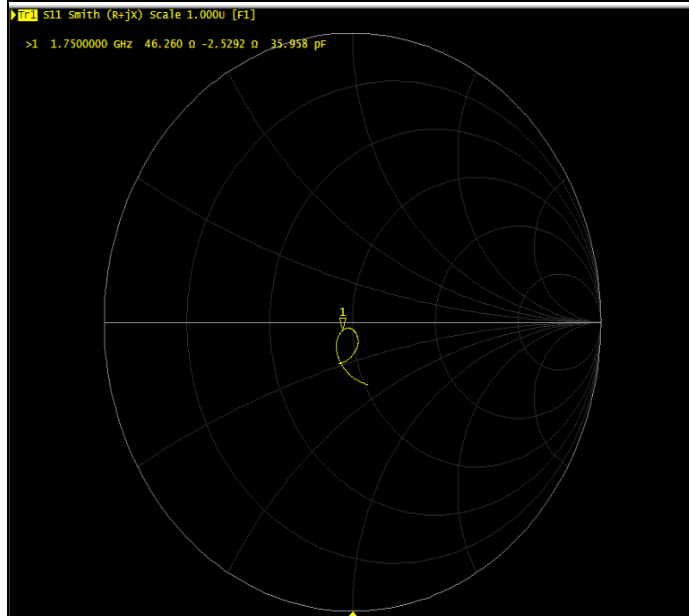 Tr1 S11 Smith (R+jX) Scale 1.000U [F1]
>1 1.7500000 GHz 46.260 Ω -2.5292 Ω 35.958 pF
1